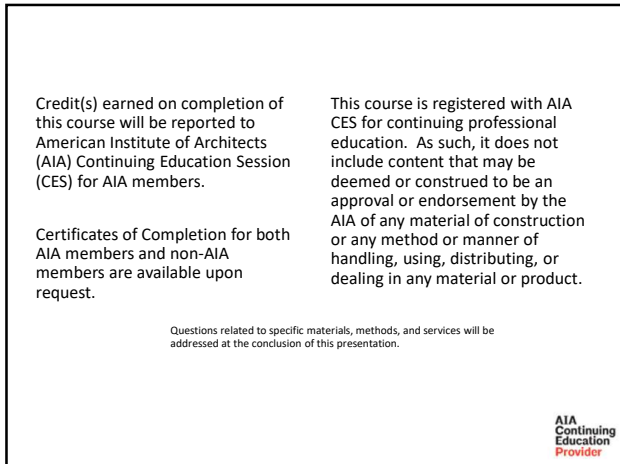 Credit(s) earned on completion of
this course will be reported to
American Institute of Architects
(AIA) Continuing Education Session
(CES) for AIA members.
Certificates of Completion for both
AIA members and non-AIA
members are available upon
request.
This course is registered with AIA
CES for continuing professional
education.  As such, it does not
include content that may be
deemed or construed to be an
approval or endorsement by the
AIA of any material of construction
or any method or manner of
handling, using, distributing, or
dealing in any material or product.
Questions related to specific materials, methods, and services will be
addressed at the conclusion of this presentation.
AIA
Continuing
Education
Provider